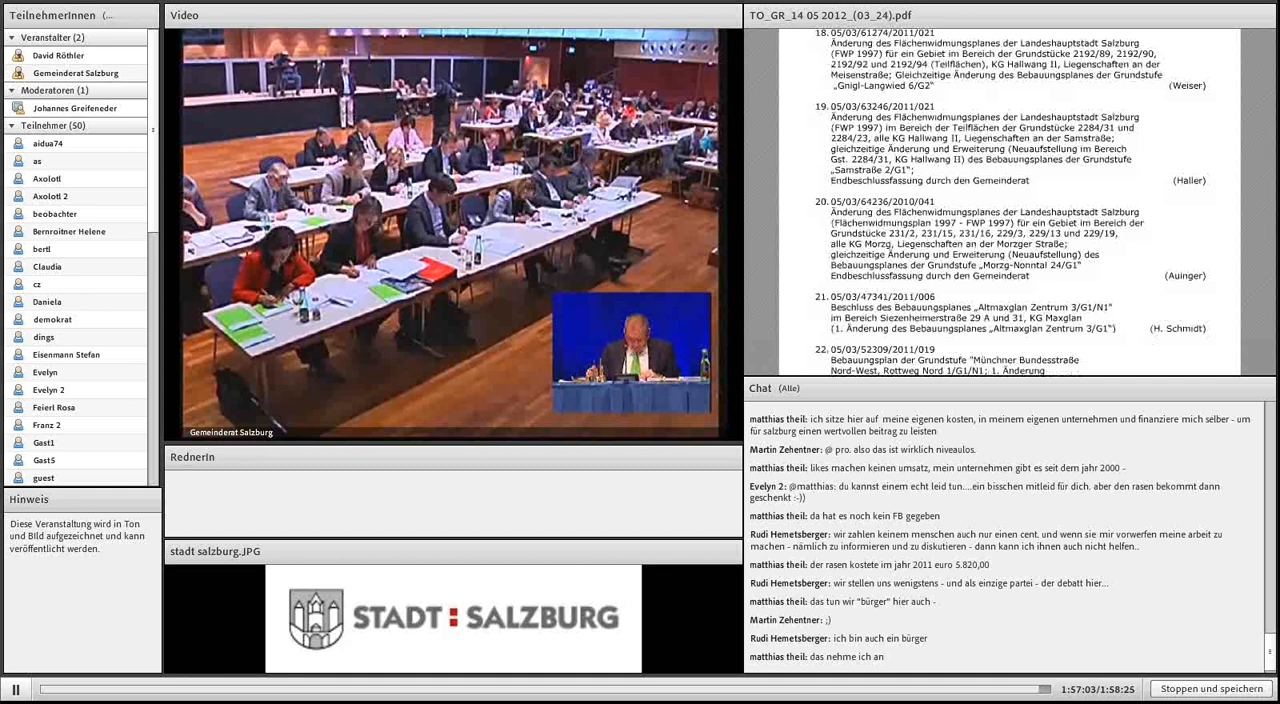 TeilnehmerInnen (...
Veranstalter (2)
David Röthler
Gemeinderat Salzburg
Moderatoren (1)
Johannes Greifeneder
Teilnehmer (50)
aidua74
as
Axolotl
Axolotl 2
beobachter
Bernroitner Helene
bertl
Claudia
cz
Daniela
demokrat
dings
Eisenmann Stefan
Evelyn
Evelyn 2
Feierl Rosa
Franz 2
Gast1
Gast5
guest
Hinweis
Diese Veranstaltung wird in Ton
und Bild aufgezeichnet und kann
veröffentlicht werden.
Video
Gemeinderat Salzburg
RednerIn
stadt salzburg.JPG
STADT:SALZBURG
TO_GR_14 05 2012_(03_24).pdf
18. 05/03/61274/2011/021
Änderung des Flächenwidmungsplanes der Landeshauptstadt Salzburg
(FWP 1997) für ein Gebiet im Bereich der Grundstücke 2192/89, 2192/90,
2192/92 und 2192/94 (Teilflächen), KG Hallwang II, Liegenschaften an der
Meisenstraße; Gleichzeitige Änderung des Bebauungsplanes der Grundstufe
„Gnigl-Langwied 6/G2" (Weiser)
19. 05/03/63246/2011/021
Änderung des Flächenwidmungsplanes der Landeshauptstadt Salzburg
(FWP 1997) im Bereich der Teilflächen der Grundstücke 2284/31 und
2284/23, alle KG Hallwang II, Liegenschaften an der Samstraße;
gleichzeitige Änderung und Erweiterung (Neuaufstellung im Bereich
Gst. 2284/31, KG Hallwang II) des Bebauungsplanes der Grundstufe
„Samstraße 2/G1";
Endbeschlussfassung durch den Gemeinderat (Haller)
20. 05/03/64236/2010/041
Änderung des Flächenwidmungsplanes der Landeshauptstadt Salzburg
(Flächenwidmungsplan 1997 - FWP 1997) für ein Gebiet im Bereich der
Grundstücke 231/2, 231/15, 231/16, 229/3, 229/13 und 229/19,
alle KG Morzg, Liegenschaften an der Morzger Straße;
gleichzeitige Änderung und Erweiterung (Neuaufstellung) des
Bebauungsplanes der Grundstufe „Morzg-Nonntal 24/G1"
Endbeschlussfassung durch den Gemeinderat (Auinger)
21. 05/03/47341/2011/006
Beschluss des Bebauungsplanes „Altmaxglan Zentrum 3/G1/N1"
im Bereich Siezenheimerstraße 29 A und 31, KG Maxglan
(1. Änderung des Bebauungsplanes „Altmaxglan Zentrum 3/G1") (H. Schmidt)
22. 05/03/52309/2011/019
Bebauungsplan der Grundstufe "Münchner Bundesstraße
Nord-West, Rottweg Nord 1/G1/N1; 1. Änderung
Chat (Alle)
matthias theil: ich sitze hier auf meine eigenen kosten, in meinem eigenen unternehmen und finanziere mich selber - um
für salzburg einen wertvollen beitrag zu leisten
Martin Zehentner: @ pro. also das ist wirklich niveaulos.
matthias theil: likes machen keinen umsatz, mein unternehmen gibt es seit dem jahr 2000 -
Evelyn 2: @matthias: du kannst einem echt leid tun....ein bisschen mitleid für dich. aber den rasen bekommt dann
geschenkt :-))
matthias theil: da hat es noch kein FB gegeben
Rudi Hemetsberger: wir zahlen keinem menschen auch nur einen cent. und wenn sie mir vorwerfen meine arbeit zu
machen - nämlich zu informieren und zu diskutieren - dann kann ich ihnen auch nicht helfen..
matthias theil: der rasen kostete im jahr 2011 euro 5.820,00
Rudi Hemetsberger: wir stellen uns wenigstens - und als einzige partei - der debatt hier...
matthias theil: das tun wir "bürger" hier auch -
Martin Zehentner: ;)
Rudi Hemetsberger: ich bin auch ein bürger
matthias theil: das nehme ich an
1:57:03/1:58:25
Stoppen und speichern